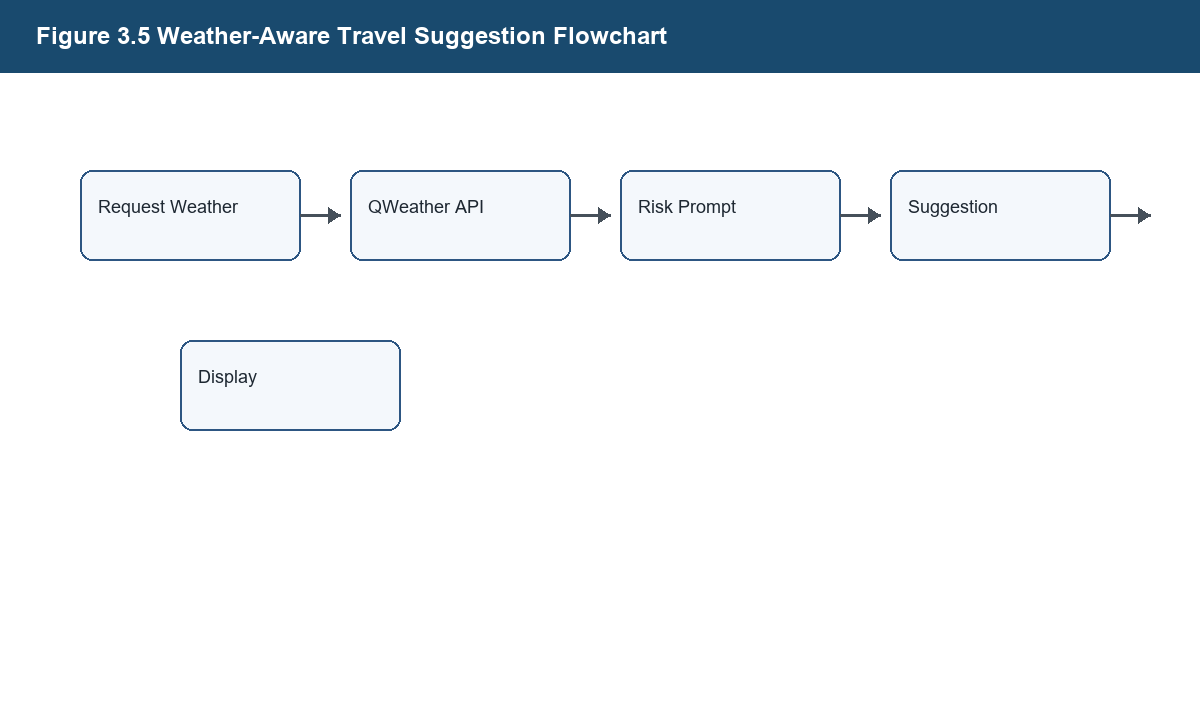 Figure 3.5 Weather-Aware Travel Suggestion Flowchart
Request Weather
QWeather API
Risk Prompt
Suggestion
Display